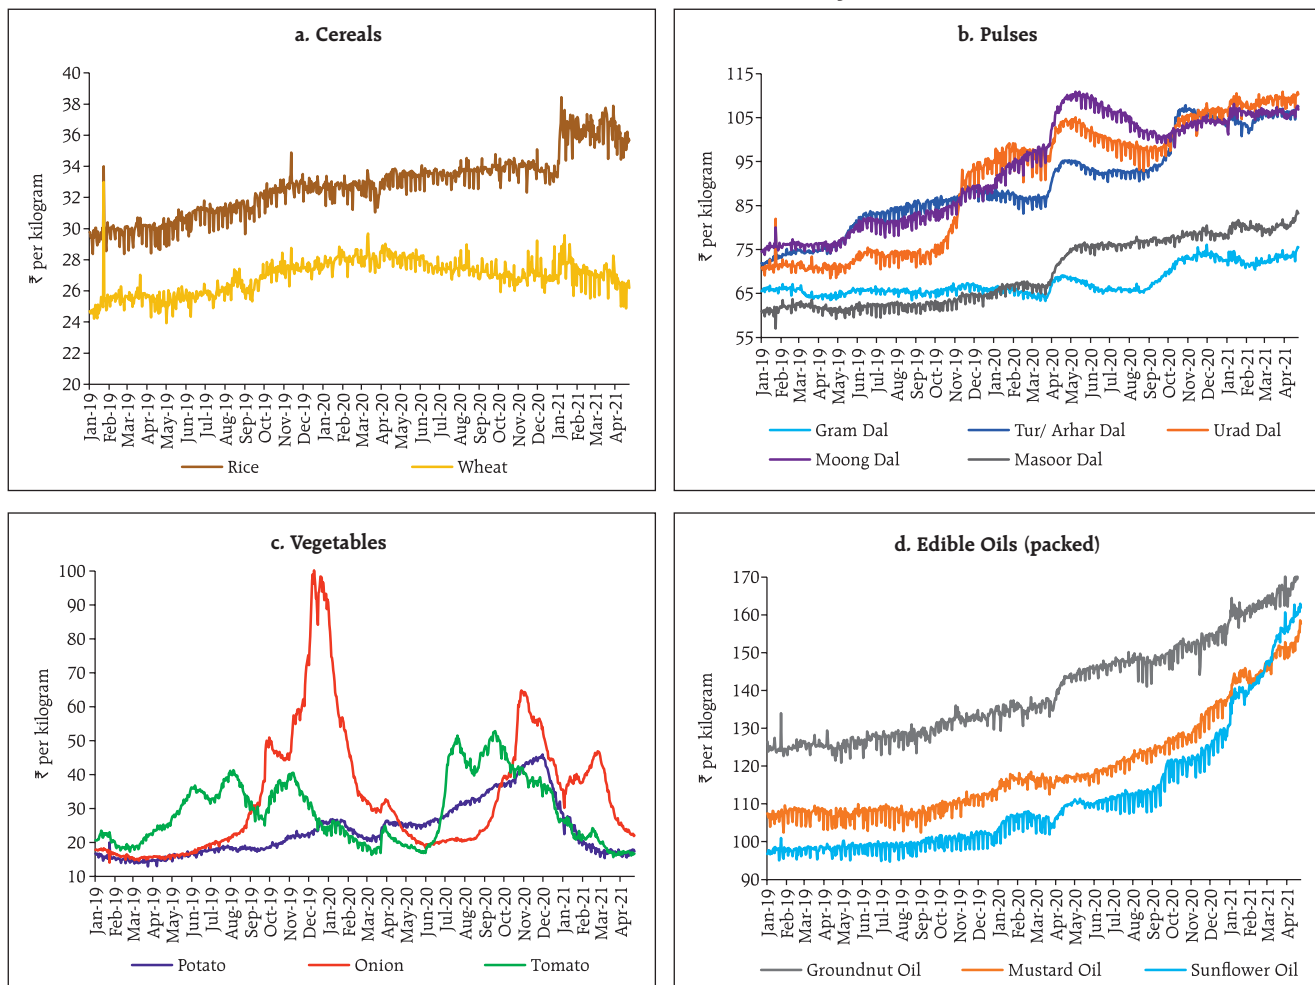 a. Cereals
₹ per kilogram
40
38
36
34
32
30
28
26
24
22
20
Jan-19
Feb-19
Mar-19
Apr-19
May-19
Jun-19
Jul-19
Aug-19
Sep-19
Oct-19
Nov-19
Dec-19
Jan-20
Feb-20
Mar-20
Apr-20
May-20
Jun-20
Jul-20
Aug-20
Sep-20
Oct-20
Nov-20
Dec-20
Jan-21
Feb-21
Mar-21
Apr-21
Rice
Wheat
b. Pulses
₹ per kilogram
115
105
95
85
75
65
55
Jan-19
Feb-19
Mar-19
Apr-19
May-19
Jun-19
Jul-19
Aug-19
Sep-19
Oct-19
Nov-19
Dec-19
Jan-20
Feb-20
Mar-20
Apr-20
May-20
Jun-20
Jul-20
Aug-20
Sep-20
Oct-20
Nov-20
Dec-20
Jan-21
Feb-21
Mar-21
Apr-21
Gram Dal
Tur/ Arhar Dal
Urad Dal
Moong Dal
Masoor Dal
c. Vegetables
₹ per kilogram
100
90
80
70
60
50
40
30
20
10
Jan-19
Feb-19
Mar-19
Apr-19
May-19
Jun-19
Jul-19
Aug-19
Sep-19
Oct-19
Nov-19
Dec-19
Jan-20
Feb-20
Mar-20
Apr-20
May-20
Jun-20
Jul-20
Aug-20
Sep-20
Oct-20
Nov-20
Dec-20
Jan-21
Feb-21
Mar-21
Apr-21
Potato
Onion
Tomato
d. Edible Oils (packed)
₹ per kilogram
170
160
150
140
130
120
110
100
90
Jan-19
Feb-19
Mar-19
Apr-19
May-19
Jun-19
Jul-19
Aug-19
Sep-19
Oct-19
Nov-19
Dec-19
Jan-20
Feb-20
Mar-20
Apr-20
May-20
Jun-20
Jul-20
Aug-20
Sep-20
Oct-20
Nov-20
Dec-20
Jan-21
Feb-21
Mar-21
Apr-21
Groundnut Oil
Mustard Oil
Sunflower Oil